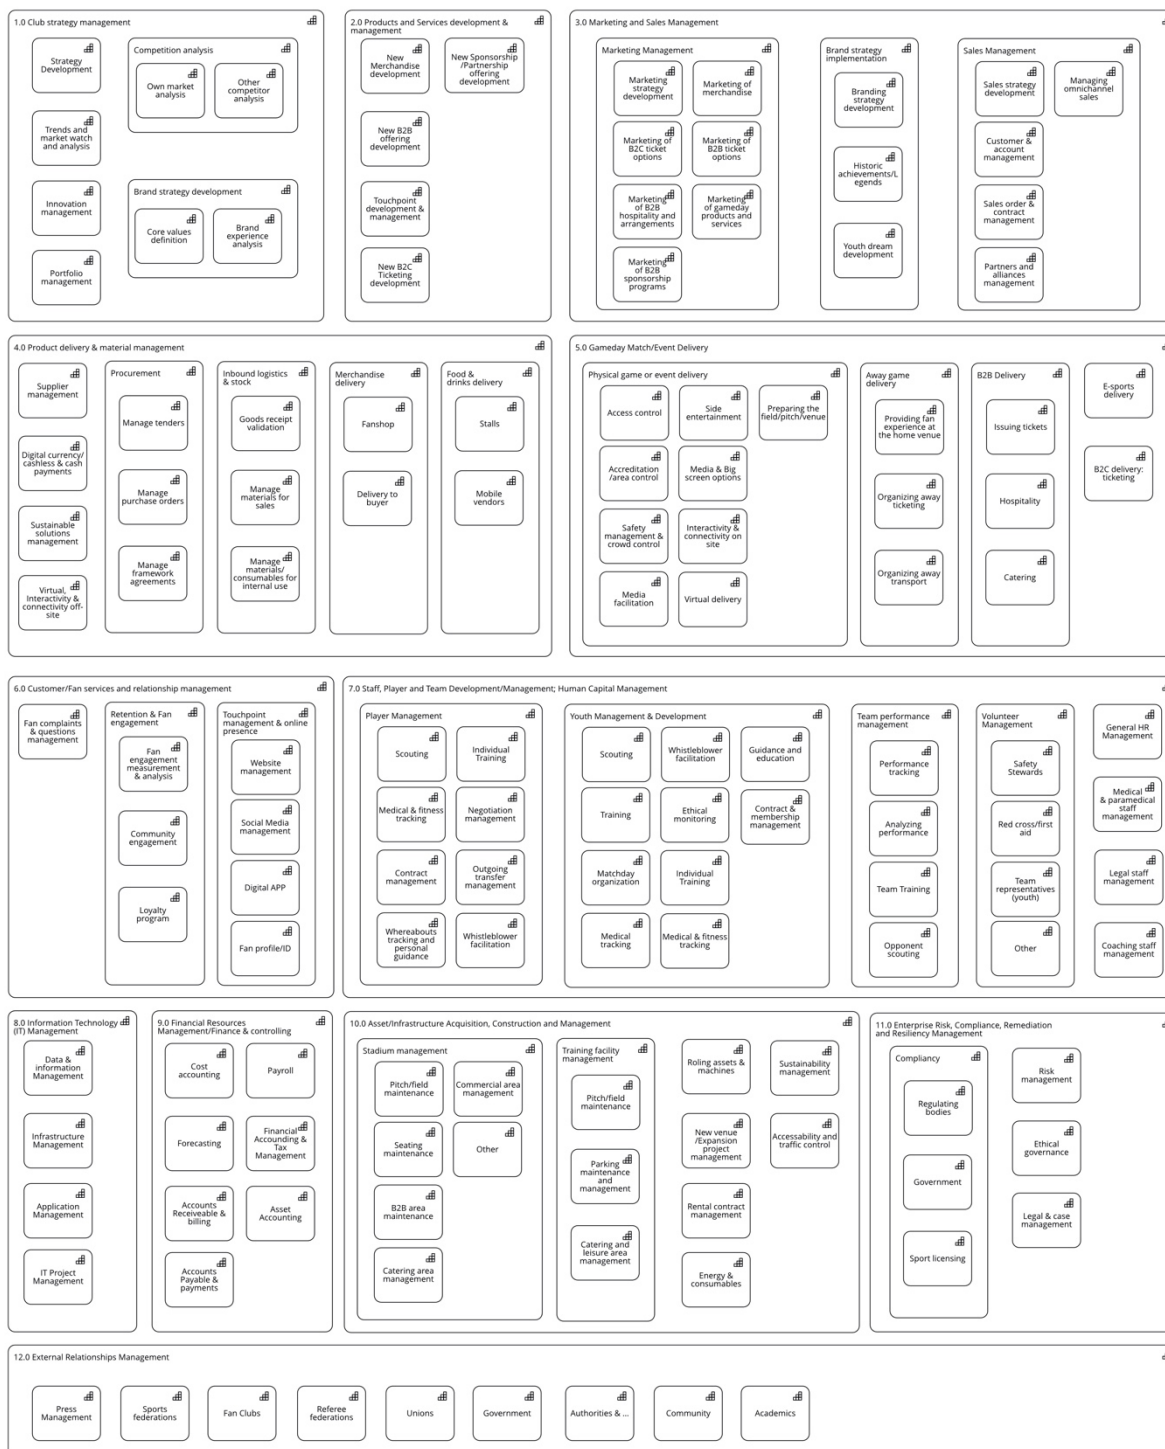 1.0 Club strategy management
Strategy
Development
Trends and
market watch
and analysis
Innovation
management
Portfolio
management
Competition analysis
Own market
analysis
Other
competitor
analysis
Brand strategy development
Core values
definition
Brand
experience
analysis
2.0 Products and Services development &
management
New
Merchandise
development
New Sponsorship
/Partnership
offering
development
New B2B
offering
development
Touchpoint
development &
management
New B2C
Ticketing
development
3.0 Marketing and Sales Management
Marketing Management
Marketing
strategy
development
Marketing of
merchandise
Marketing of
B2C ticket
options
Marketing of
B2B ticket
options
Marketing
of B2B
hospitality and
arrangements
Marketing
of gameday
products and
services
Marketing
of B2B
sponsorship
programs
Brand strategy
implementation
Branding
strategy
development
Historic
achievements/L
egends
Youth dream
development
Sales Management
Sales strategy
development
Managing
omnichannel
sales
Customer &
account
management
Sales order &
contract
management
Partners and
alliances
management
4.0 Product delivery & material management
Supplier
management
Digital currency/
cashless & cash
payments
Sustainable
solutions
management
Virtual,
Interactivity &
connectivity off-
site
Procurement
Manage tenders
Manage
purchase orders
Manage
framework
agreements
Inbound logistics
& stock
Goods receipt
validation
Manage
materials for
sales
Manage
materials/
consumables for
internal use
Merchandise
delivery
Fanshop
Delivery to
buyer
Food &
drinks delivery
Stalls
Mobile
vendors
5.0 Gameday Match/Event Delivery
Physical game or event delivery
Access control
Side
entertainment
Preparing the
field/pitch/venue
Accreditation
/area control
Media & Big
screen options
Safety
management &
crowd control
Interactivity &
connectivity on
site
Media
facilitation
Virtual delivery
Away game
delivery
Providing fan
experience at
the home venue
Organizing away
ticketing
Organizing away
transport
B2B Delivery
Issuing tickets
Hospitality
Catering
E-sports
delivery
B2C delivery:
ticketing
6.0 Customer/Fan services and relationship management
Fan complaints
& questions
management
Retention & Fan
engagement
Fan
engagement
measurement
& analysis
Community
engagement
Loyalty
program
Touchpoint
management & online
presence
Website
management
Social Media
management
Digital APP
Fan profile/ID
7.0 Staff, Player and Team Development/Management; Human Capital Management
Player Management
Scouting
Individual
Training
Medical & fitness
tracking
Negotiation
management
Contract
management
Outgoing
transfer
management
Whereabouts
tracking and
personal
guidance
Whistleblower
facilitation
Youth Management & Development
Scouting
Whistleblower
facilitation
Guidance and
education
Training
Ethical
monitoring
Contract &
membership
management
Matchday
organization
Individual
Training
Medical
tracking
Medical & fitness
tracking
Team performance
management
Performance
tracking
Analyzing
performance
Team Training
Opponent
scouting
Volunteer
Management
Safety
Stewards
Red cross/first
aid
Team
representatives
(youth)
Other
General HR
Management
Medical
& paramedical
staff
management
Legal staff
management
Coaching staff
management
8.0 Information Technology
(IT) Management
Data &
information
Management
Infrastructure
Management
Application
Management
IT Project
Management
9.0 Financial Resources
Management/Finance & controlling
Cost
accounting
Payroll
Forecasting
Financial
Accounting &
Tax
Management
Accounts
Receiveable &
billing
Asset
Accounting
Accounts
Payable &
payments
10.0 Asset/Infrastructure Acquisition, Construction and Management
Stadium management
Pitch/field
maintenance
Commercial area
management
Seating
maintenance
Other
B2B area
maintenance
Catering area
management
Training facility
management
Pitch/field
maintenance
Parking
maintenance
and
management
Catering and
leisure area
management
Roling assets &
machines
Sustainability
management
New venue
/Expansion
project
management
Accessability and
traffic control
Rental contract
management
Energy &
consumables
11.0 Enterprise Risk, Compliance, Remediation
and Resiliency Management
Compliancy
Regulating
bodies
Government
Sport licensing
Risk
management
Ethical
governance
Legal & case
management
12.0 External Relationships Management
Press
Management
Sports
federations
Fan Clubs
Referee
federations
Unions
Government
Authorities & ...
Community
Academics